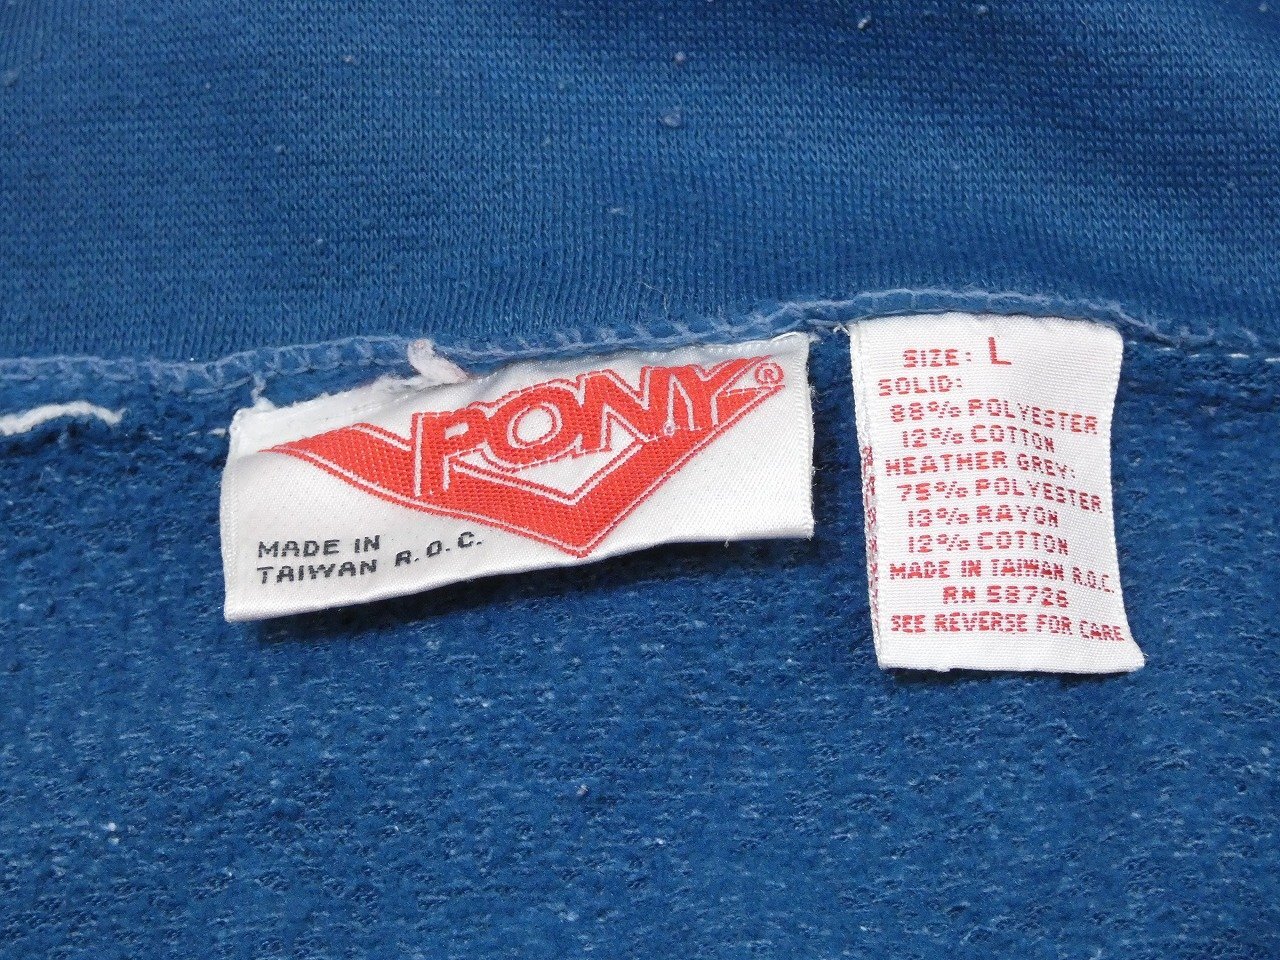 PONY®
MADE IN
TAIWAN R.O.C.
SIZE: L
SOLID:
88% POLYESTER
12% COTTON
HEATHER GREY:
75% POLYESTER
13% RAYON
12% COTTON
MADE IN TAIWAN R.O.C.
RN 58726
SEE REVERSE FOR CARE